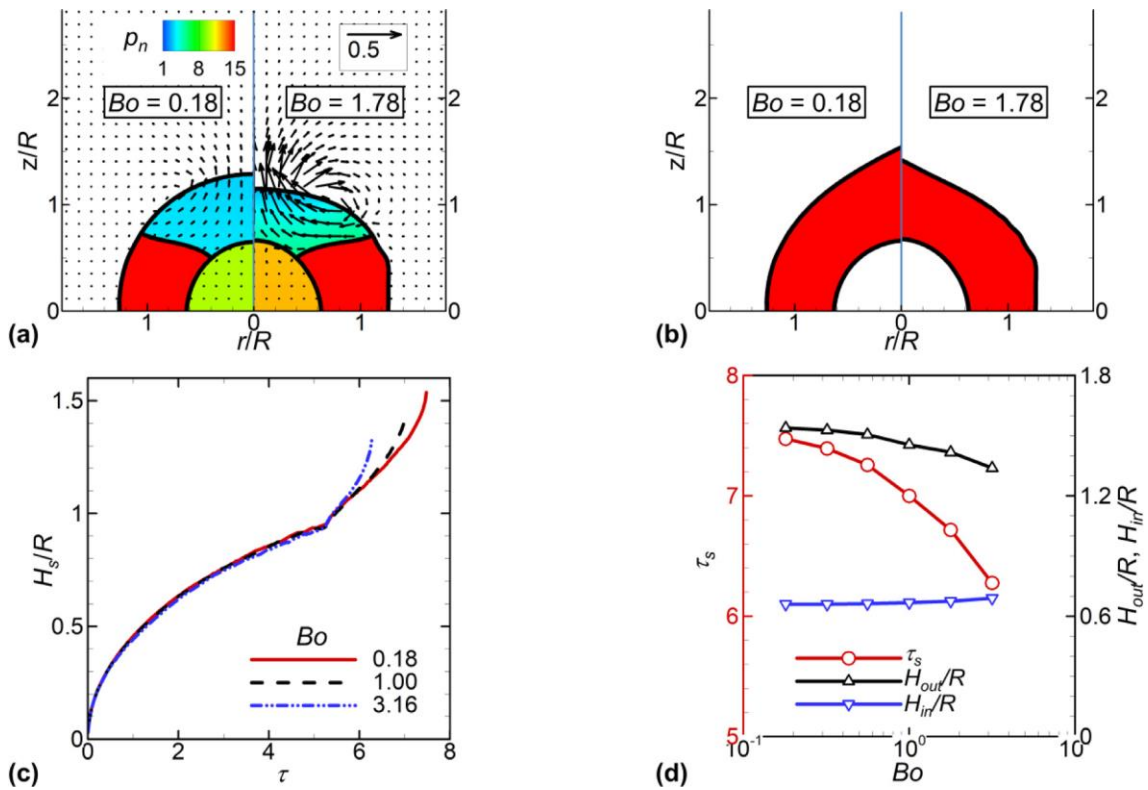 p_n
1 8 15
0.5
Bo = 0.18
Bo = 1.78
z/R
2 2
1 1
0 0
1 0 1
r/R
(a)
(b)
Bo = 0.18
Bo = 1.78
z/R
2 2
1 1
0 0
1 0 1
r/R
1.5
1
0.5
0
H_s/R
0 2 4 6 8
τ
Bo
0.18
1.00
3.16
(c)
8
7
6
5
τ_s
1.8
1.2
0.6
0
H_out/R, H_in/R
τ_s
H_out/R
H_in/R
10^-1 10^0 10^0
Bo
(d)